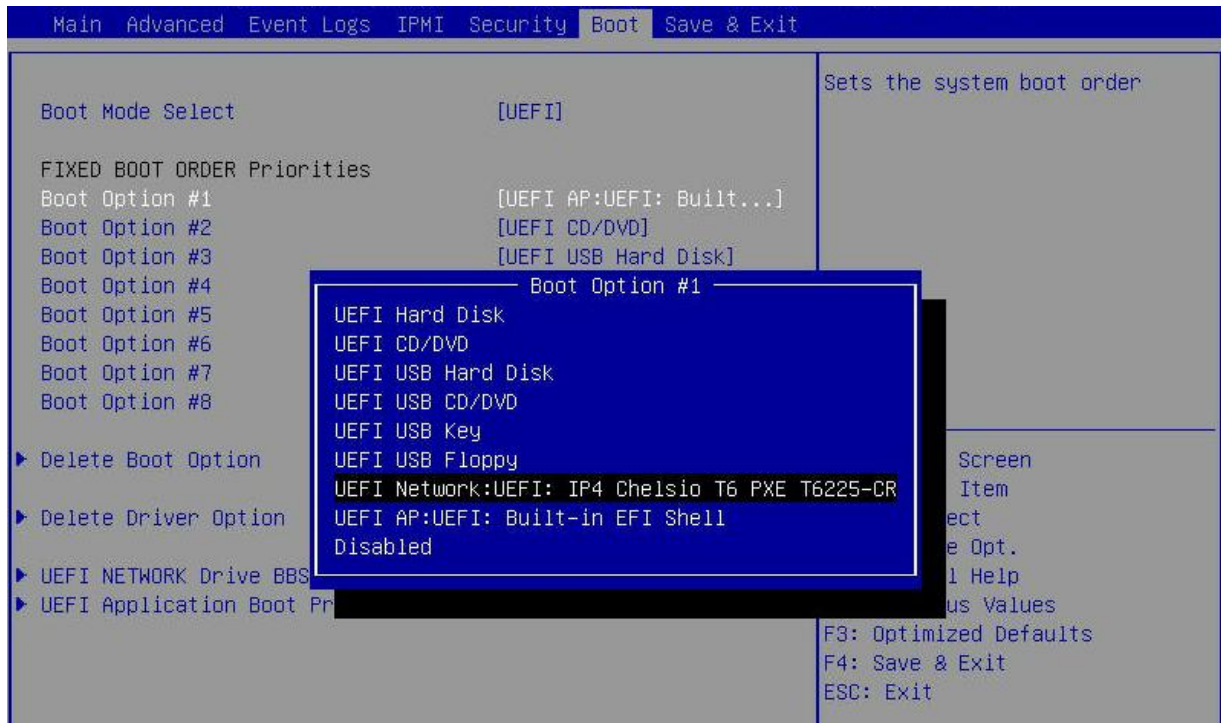 Main Advanced Event Logs IPMI Security Boot Save & Exit
Sets the system boot order
Boot Mode Select [UEFI]
FIXED BOOT ORDER Priorities
Boot Option #1 [UEFI AP:UEFI: Built...]
Boot Option #2 [UEFI CD/DVD]
Boot Option #3 [UEFI USB Hard Disk]
Boot Option #4
Boot Option #5
Boot Option #6
Boot Option #7
Boot Option #8
Delete Boot Option
Delete Driver Option
UEFI NETWORK Drive BBS
UEFI Application Boot Pr
Boot Option #1
UEFI Hard Disk
UEFI CD/DVD
UEFI USB Hard Disk
UEFI USB CD/DVD
UEFI USB Key
UEFI USB Floppy
UEFI Network:UEFI: IP4 Chelsio T6 PXE T6225-CR
UEFI AP:UEFI: Built-in EFI Shell
Disabled
Screen
Item
ect
e Opt.
l Help
us Values
F3: Optimized Defaults
F4: Save & Exit
ESC: Exit